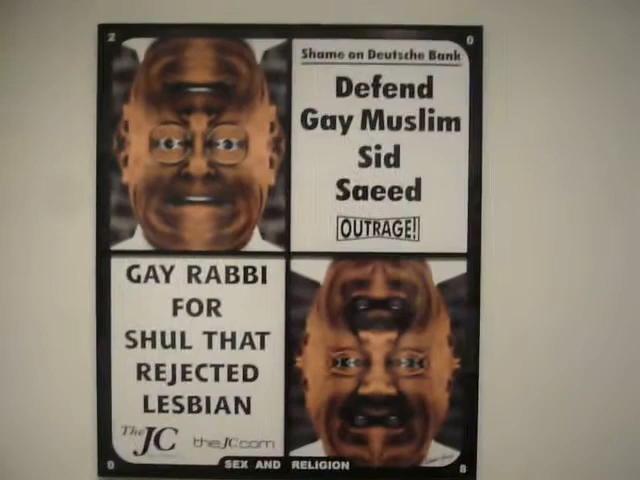 2 0
Shame on Deutsche Bank
Defend
Gay Muslim
Sid
Saeed
OUTRAGE!
GAY RABBI
FOR
SHUL THAT
REJECTED
LESBIAN
The JC theJC.com
0 SEX AND RELIGION 8